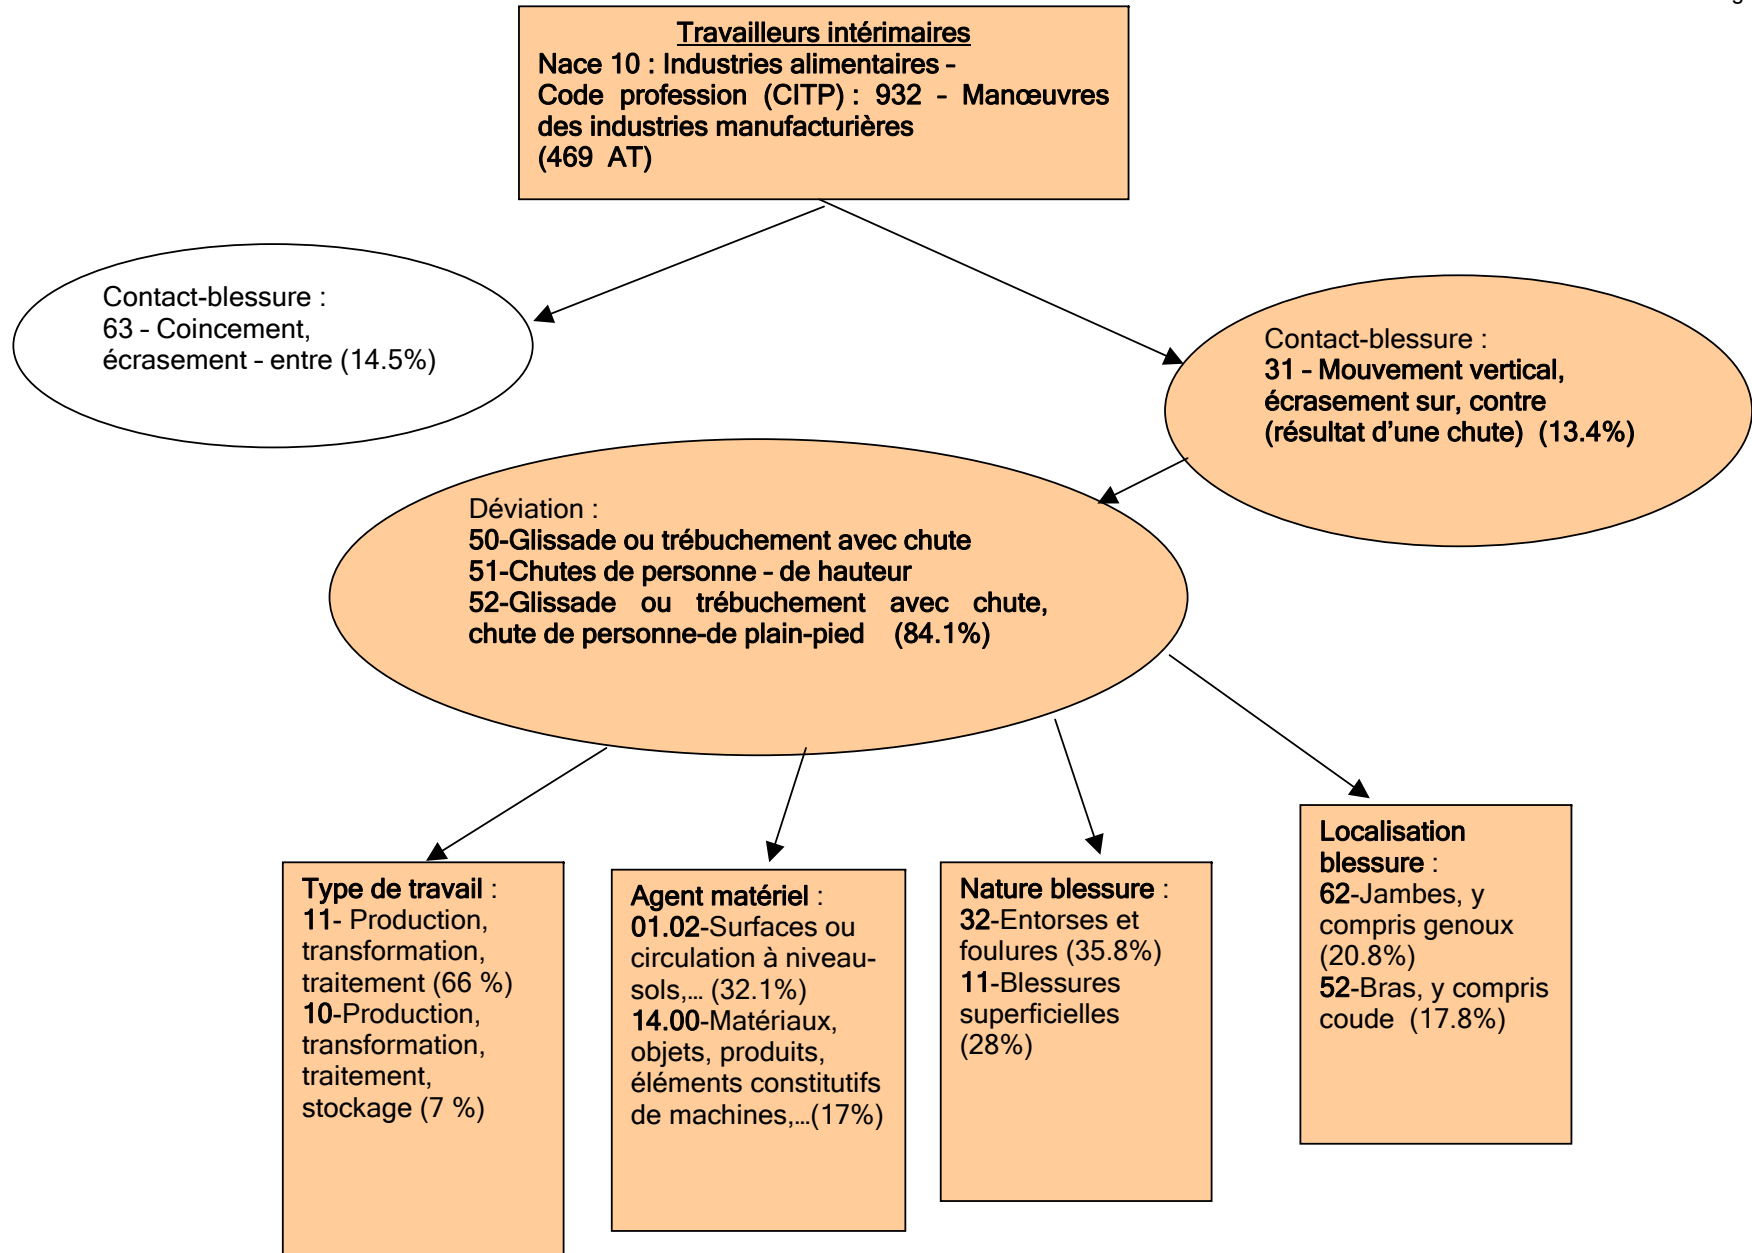 Travailleurs intérimaires
Nace 10 : Industries alimentaires –
Code profession (CITP) : 932 – Manœuvres
des industries manufacturières
(469 AT)
Contact-blessure :
63 – Coincement,
écrasement – entre (14.5%)
Contact-blessure :
31 – Mouvement vertical,
écrasement sur, contre
(résultat d’une chute) (13.4%)
Déviation :
50-Glissade ou trébuchement avec chute
51-Chutes de personne – de hauteur
52-Glissade ou trébuchement avec chute,
chute de personne-de plain-pied (84.1%)
Type de travail :
11- Production,
transformation,
traitement (66 %)
10-Production,
transformation,
traitement,
stockage (7 %)
Agent matériel :
01.02-Surfaces ou
circulation à niveau-
sols,… (32.1%)
14.00-Matériaux,
objets, produits,
éléments constitutifs
de machines,…(17%)
Nature blessure :
32-Entorses et
foulures (35.8%)
11-Blessures
superficielles
(28%)
Localisation
blessure :
62-Jambes, y
compris genoux
(20.8%)
52-Bras, y compris
coude (17.8%)